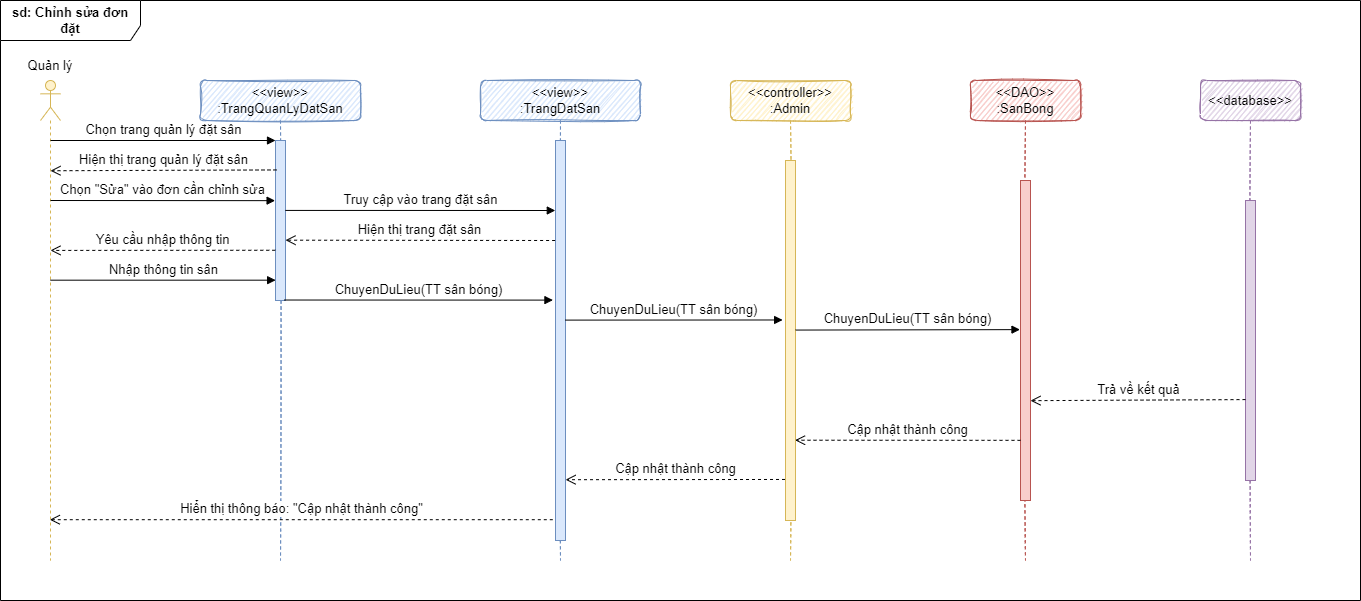 sd: Chỉnh sửa đơn
đặt
Quản lý
<<view>>
:TrangQuanLyDatSan
<<view>>
:TrangDatSan
<<controller>>
:Admin
<<DAO>>
:SanBong
<<database>>
Chọn trang quản lý đặt sân
Hiện thị trang quản lý đặt sân
Chọn "Sửa" vào đơn cần chỉnh sửa
Truy cập vào trang đặt sân
Hiện thị trang đặt sân
Yêu cầu nhập thông tin
Nhập thông tin sân
ChuyenDuLieu(TT sân bóng)
ChuyenDuLieu(TT sân bóng)
ChuyenDuLieu(TT sân bóng)
Trả về kết quả
Cập nhật thành công
Cập nhật thành công
Hiển thị thông báo: "Cập nhật thành công"